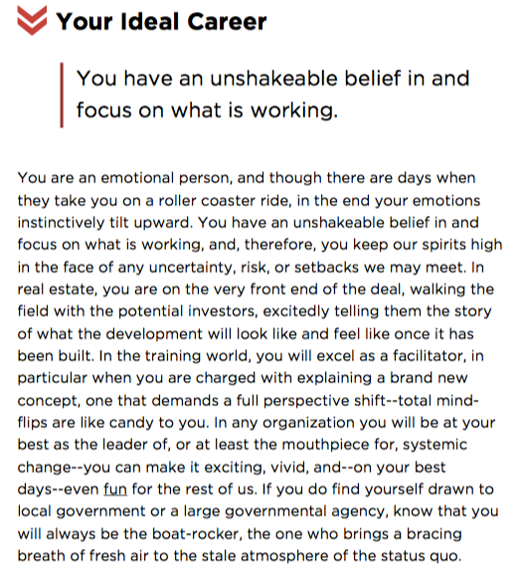 Your Ideal Career
You have an unshakeable belief in and
focus on what is working.
You are an emotional person, and though there are days when
they take you on a roller coaster ride, in the end your emotions
instinctively tilt upward. You have an unshakeable belief in and
focus on what is working, and, therefore, you keep our spirits high
in the face of any uncertainty, risk, or setbacks we may meet. In
real estate, you are on the very front end of the deal, walking the
field with the potential investors, excitedly telling them the story
of what the development will look like and feel like once it has
been built. In the training world, you will excel as a facilitator, in
particular when you are charged with explaining a brand new
concept, one that demands a full perspective shift--total mind-
flips are like candy to you. In any organization you will be at your
best as the leader of, or at least the mouthpiece for, systemic
change--you can make it exciting, vivid, and--on your best
days--even fun for the rest of us. If you do find yourself drawn to
local government or a large governmental agency, know that you
will always be the boat-rocker, the one who brings a bracing
breath of fresh air to the stale atmosphere of the status quo.